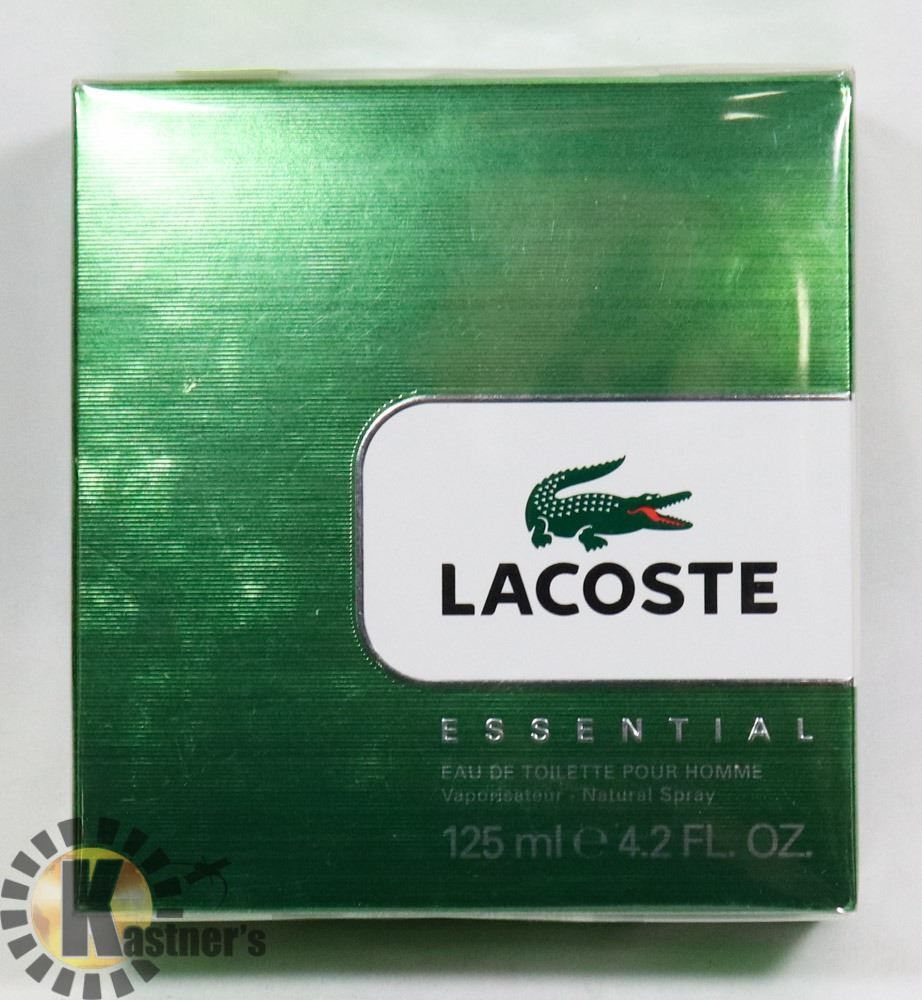 LACOSTE
ESSENTIAL
EAU DE TOILETTE POUR HOMME
Vaporisateur • Natural Spray
125 ml ℮ 4.2 FL. OZ.
Kastner's